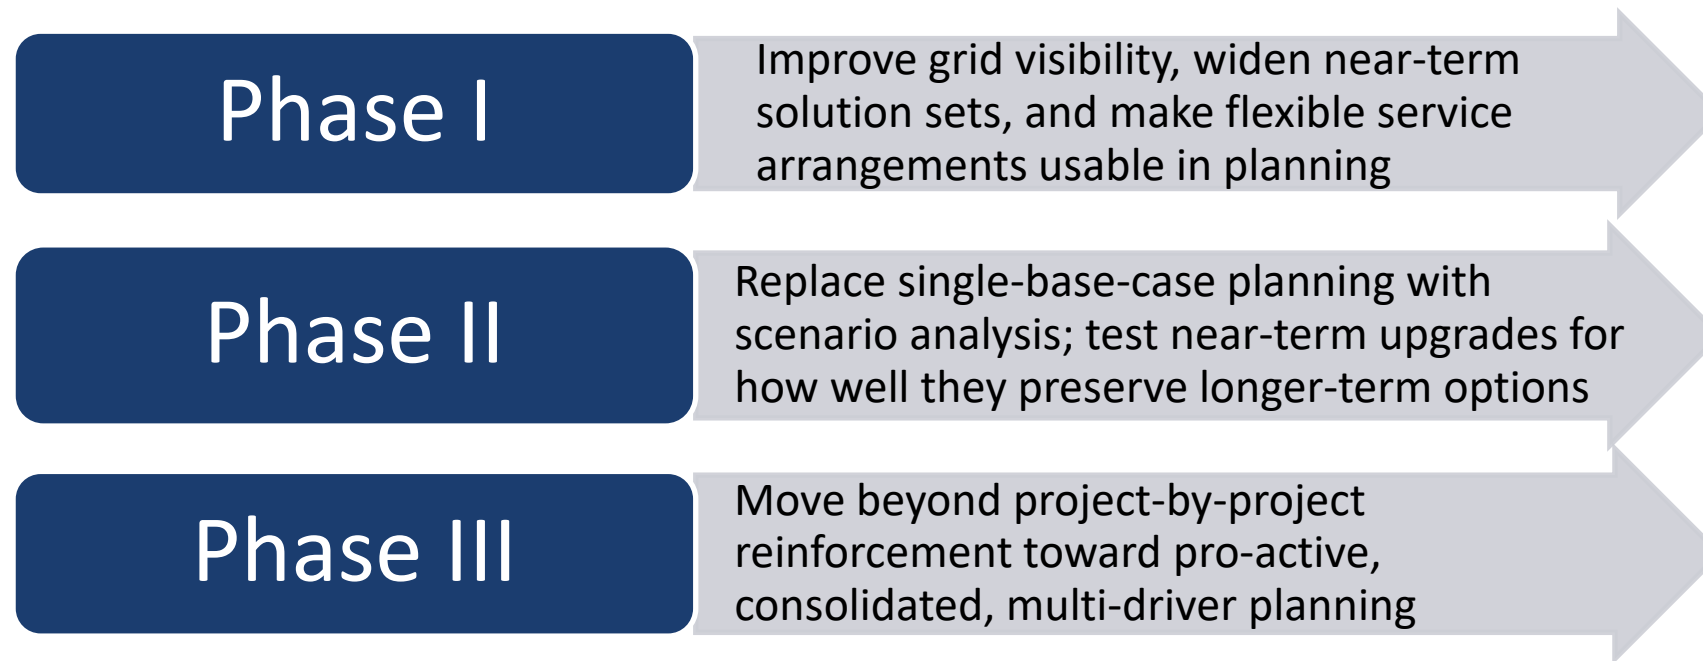 Phase I
Improve grid visibility, widen near-term
solution sets, and make flexible service
arrangements usable in planning
Phase II
Replace single-base-case planning with
scenario analysis; test near-term upgrades for
how well they preserve longer-term options
Phase III
Move beyond project-by-project
reinforcement toward pro-active,
consolidated, multi-driver planning